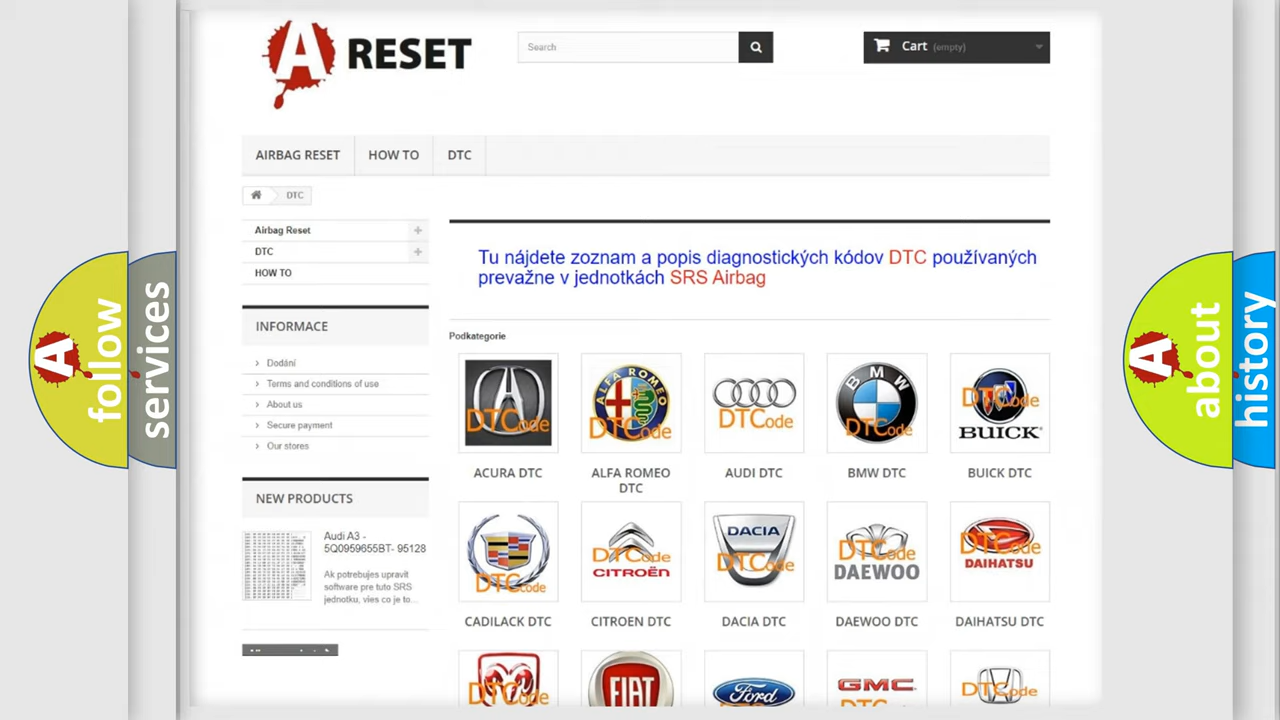 A RESET
Search
Cart (empty)
AIRBAG RESET
HOW TO
DTC
DTC
Airbag Reset
DTC
HOW TO
Tu nájdete zoznam a popis diagnostických kódov DTC používaných
prevažne v jednotkách SRS Airbag
INFORMACE
Dodání
Terms and conditions of use
About us
Secure payment
Our stores
NEW PRODUCTS
Audi A3 -
5Q0959655BT- 95128
Ak potrebujes upravit
software pre tuto SRS
jednotku, vies co je to...
Podkategorie
DTCode
ALFA ROMEO
DTCode
DTCode
BMW
DTCode
DTCode
BUICK
ACURA DTC
ALFA ROMEO
DTC
AUDI DTC
BMW DTC
BUICK DTC
DTCode
DTCode
CITROËN
DACIA
DTCode
DTCode
DAEWOO
DTCode
DAIHATSU
CADILACK DTC
CITROEN DTC
DACIA DTC
DAEWOO DTC
DAIHATSU DTC
DTCode
FIAT
Ford
GMC
DTCode
A follow
services
A about
history